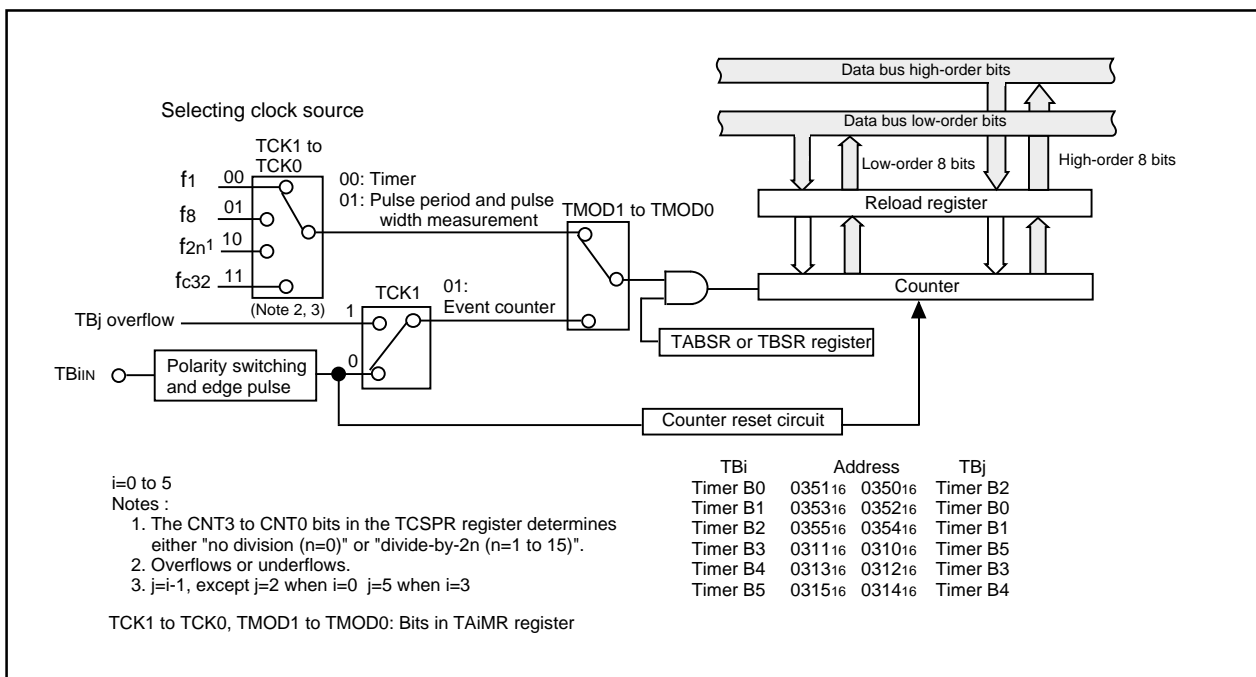 Data bus high-order bits
Selecting clock source
Data bus low-order bits
TCK1 to
TCK0
Low-order 8 bits
High-order 8 bits
f1 00
00: Timer
01: Pulse period and pulse
width measurement
TMOD1 to TMOD0
Reload register
f8 01
f2n1 10
fC32 11
TCK1
01:
Event counter
Counter
(Note 2, 3)
TBj overflow
1
TABSR or TBSR register
0
TBiIN
Polarity switching
and edge pulse
Counter reset circuit
i=0 to 5
Notes :
1. The CNT3 to CNT0 bits in the TCSPR register determines
either "no division (n=0)" or "divide-by-2n (n=1 to 15)".
2. Overflows or underflows.
3. j=i-1, except j=2 when i=0 j=5 when i=3
TCK1 to TCK0, TMOD1 to TMOD0: Bits in TAiMR register
TBi Address TBj
Timer B0 035116 035016 Timer B2
Timer B1 035316 035216 Timer B0
Timer B2 035516 035416 Timer B1
Timer B3 031116 031016 Timer B5
Timer B4 031316 031216 Timer B3
Timer B5 031516 031416 Timer B4